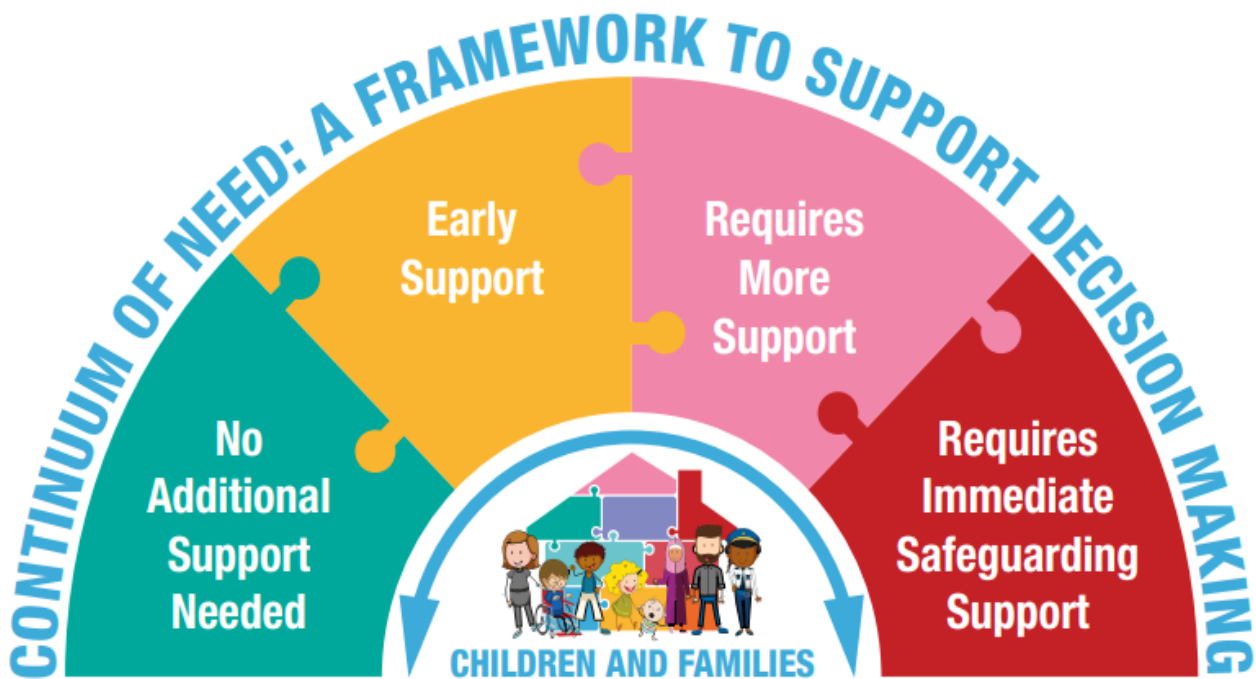 CONTINUUM OF NEED: A FRAMEWORK TO SUPPORT DECISION MAKING
No
Additional
Support
Needed
Early
Support
Requires
More
Support
Requires
Immediate
Safeguarding
Support
CHILDREN AND FAMILIES